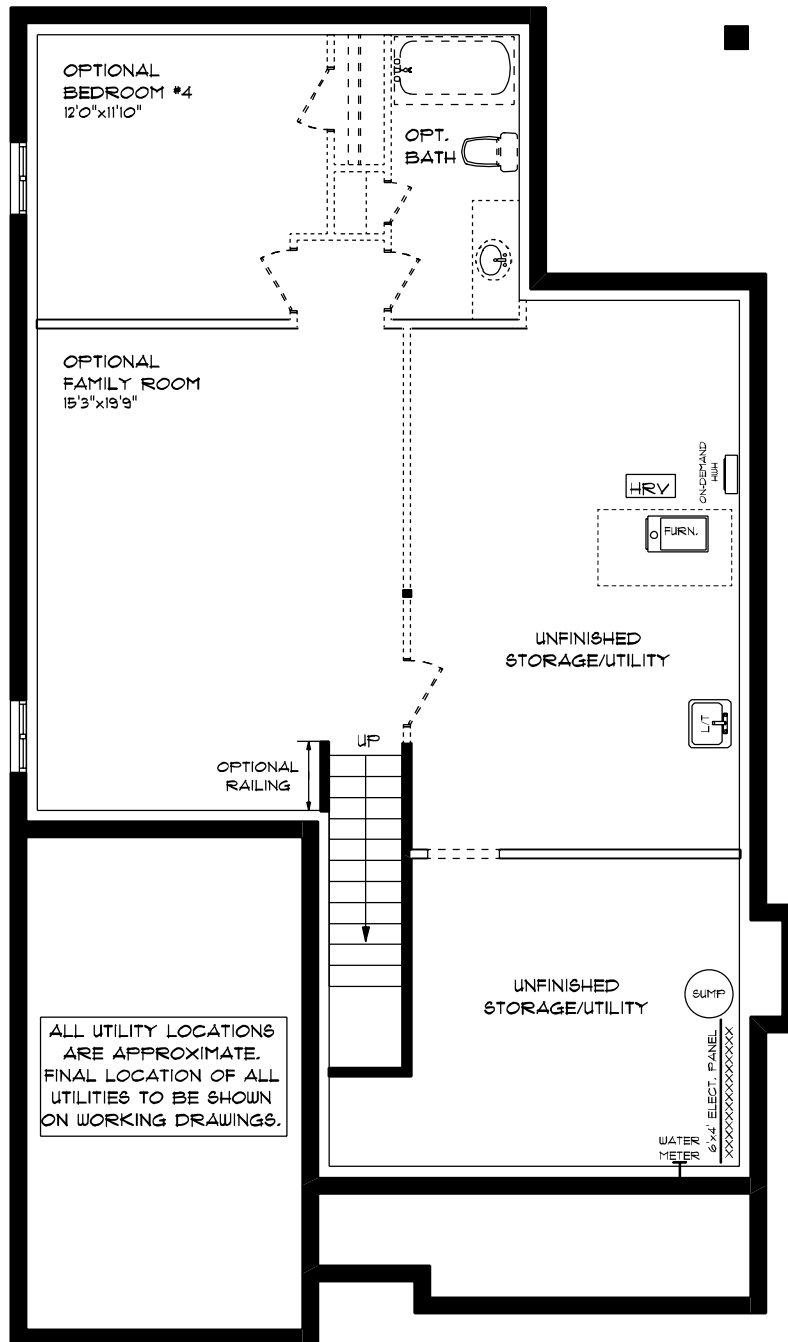 OPTIONAL
BEDROOM #4
12'0"x11'10"
OPT.
BATH
OPTIONAL
FAMILY ROOM
15'3"x19'9"
ON-DEMAND
HWH
HRV
FURN.
UNFINISHED
STORAGE/UTILITY
L/T
UP
OPTIONAL
RAILING
UNFINISHED
STORAGE/UTILITY
SUMP
6'x4' ELECT. PANEL
XXXXXXXXXXXXXXX
WATER
METER
ALL UTILITY LOCATIONS
ARE APPROXIMATE.
FINAL LOCATION OF ALL
UTILITIES TO BE SHOWN
ON WORKING DRAWINGS.